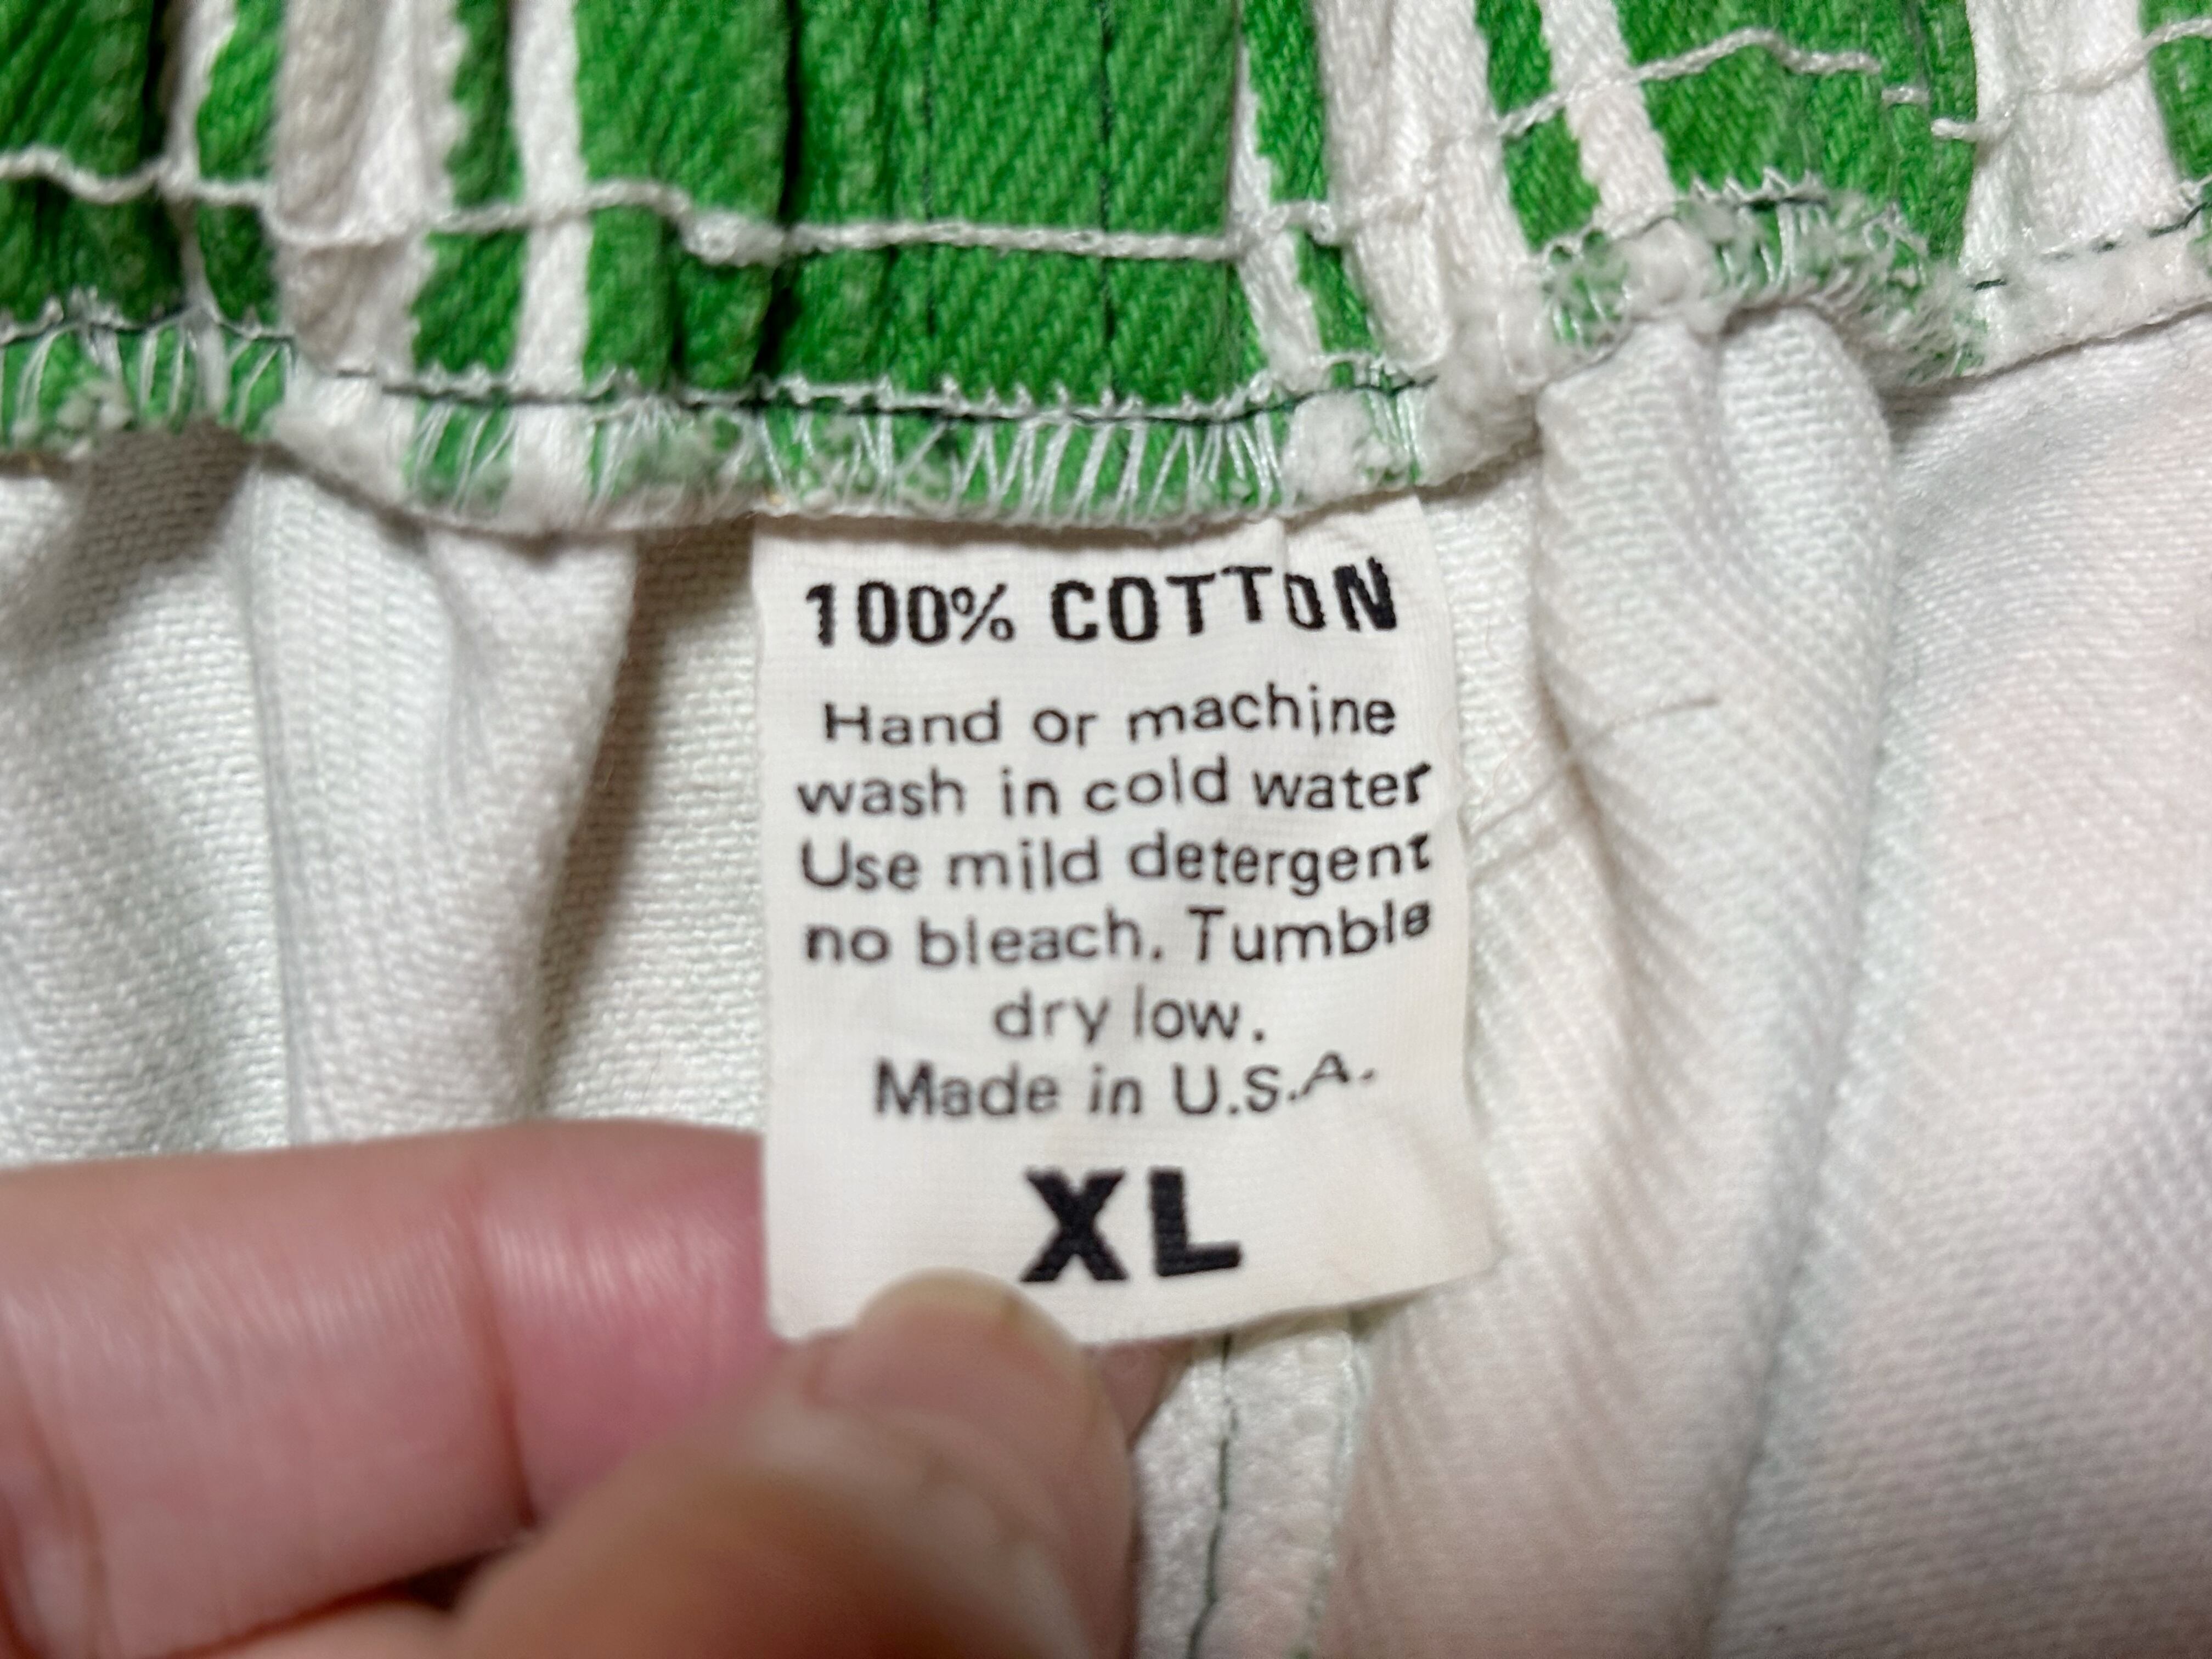 100% COTTON
Hand or machine
wash in cold water
Use mild detergent
no bleach. Tumble
dry low.
Made in U.S.A.
XL